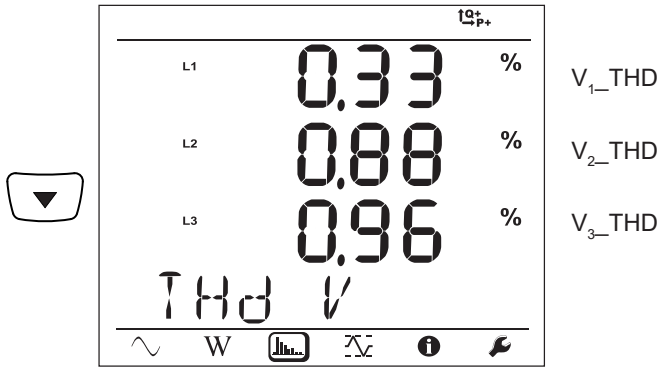 Q+
P+
L1 0.33 % V₁_THD
L2 0.88 % V₂_THD
L3 0.96 % V₃_THD
THd V
W